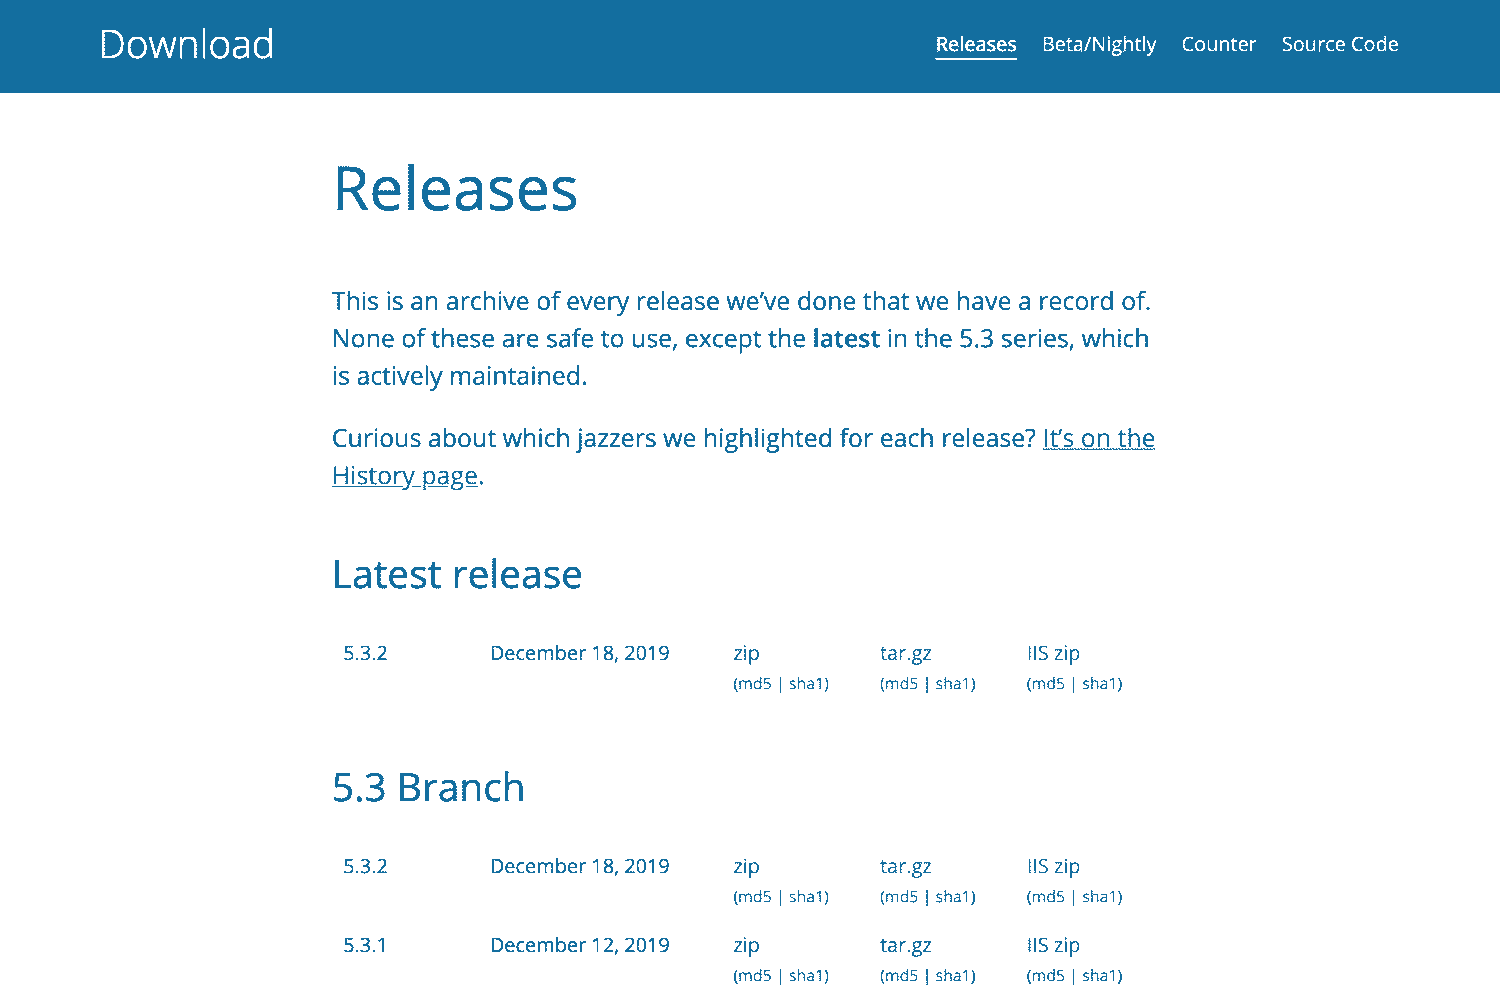 Download
Releases Beta/Nightly Counter Source Code
Releases
This is an archive of every release we’ve done that we have a record of.
None of these are safe to use, except the latest in the 5.3 series, which
is actively maintained.
Curious about which jazzers we highlighted for each release? It’s on the
History page.
Latest release
5.3.2 December 18, 2019 zip tar.gz IIS zip
(md5 | sha1) (md5 | sha1) (md5 | sha1)
5.3 Branch
5.3.2 December 18, 2019 zip tar.gz IIS zip
(md5 | sha1) (md5 | sha1) (md5 | sha1)
5.3.1 December 12, 2019 zip tar.gz IIS zip
(md5 | sha1) (md5 | sha1) (md5 | sha1)